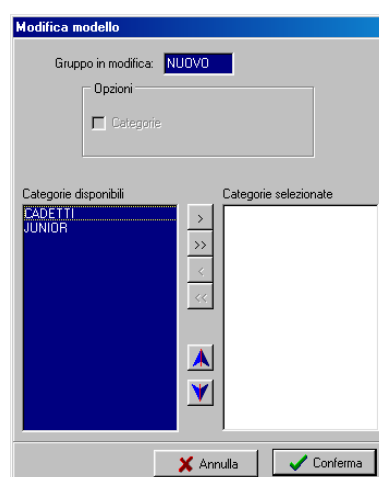 Modifica modello
Gruppo in modifica: NUOVO
Opzioni
Categorie
Categorie disponibili Categorie selezionate
CADETTI
JUNIOR
>
>>
<
<<
Annulla Conferma